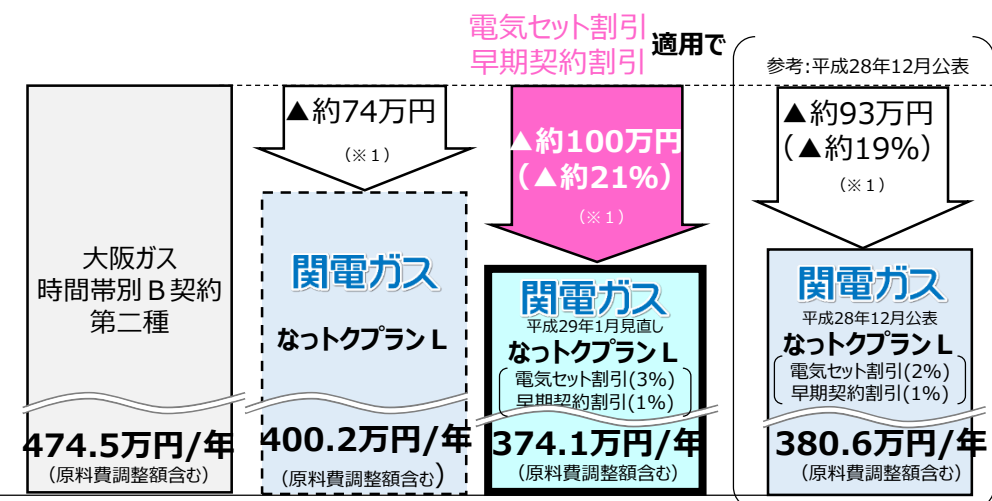 電気セット割引
早期契約割引
適用で
参考:平成28年12月公表
▲約74万円
(※1)
▲約100万円
(▲約21%)
(※1)
▲約93万円
(▲約19%)
(※1)
大阪ガス
時間帯別B契約
第二種
474.5万円/年
(原料費調整額含む)
関電ガス
なっトクプランL
400.2万円/年
(原料費調整額含む)
関電ガス
平成29年1月見直し
なっトクプランL
電気セット割引(3%)
早期契約割引(1%)
374.1万円/年
(原料費調整額含む)
関電ガス
平成28年12月公表
なっトクプランL
電気セット割引(2%)
早期契約割引(1%)
380.6万円/年
(原料費調整額含む)